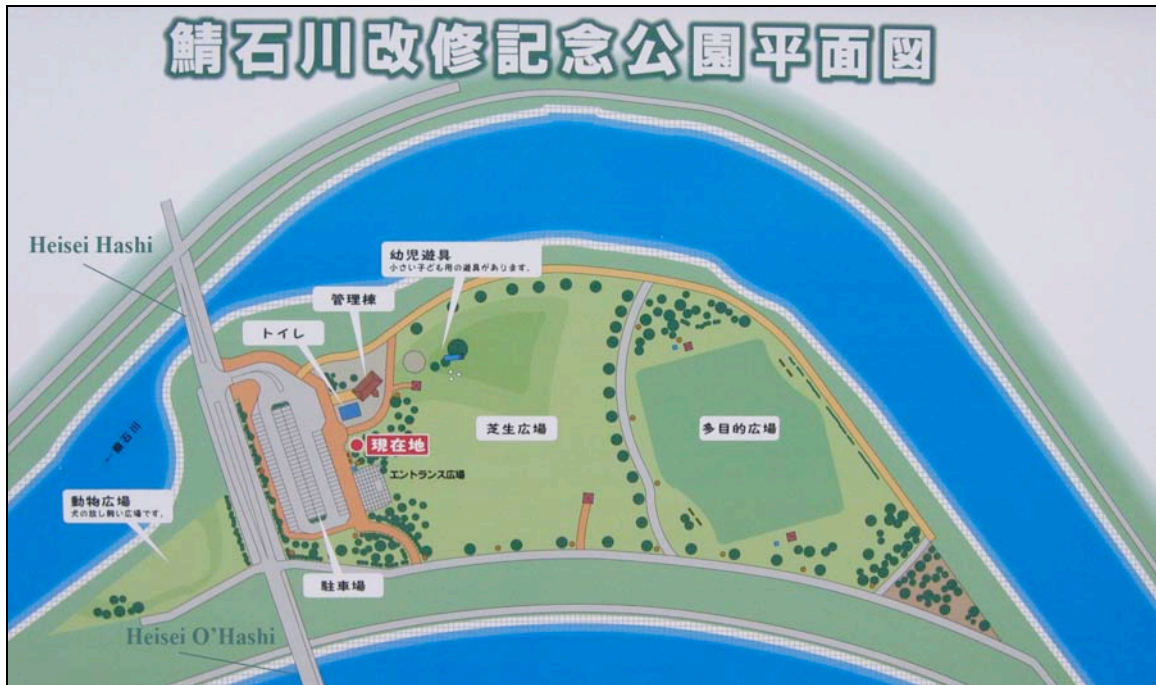 鯖石川改修記念公園平面図
Heisei Hashi
幼児遊具
小さい子ども用の遊具があります。
管理棟
トイレ
現在地
芝生広場
多目的広場
エントランス広場
←鯖石川
動物広場
犬の放し飼い広場です。
駐車場
Heisei O'Hashi